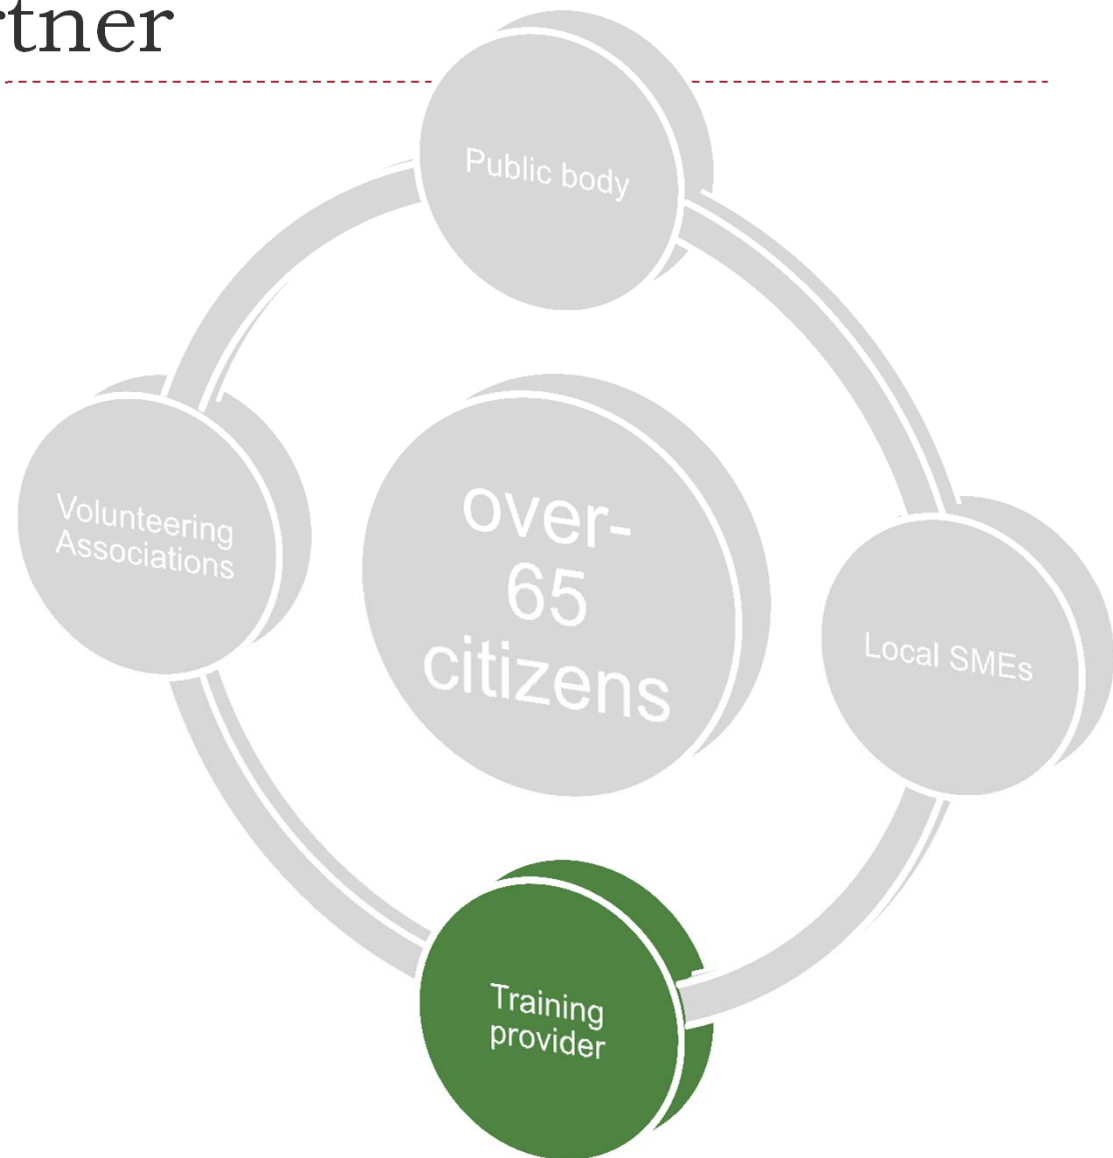 rtner
Public body
Volunteering
Associations
over-
65
citizens
Local SMEs
Training
provider